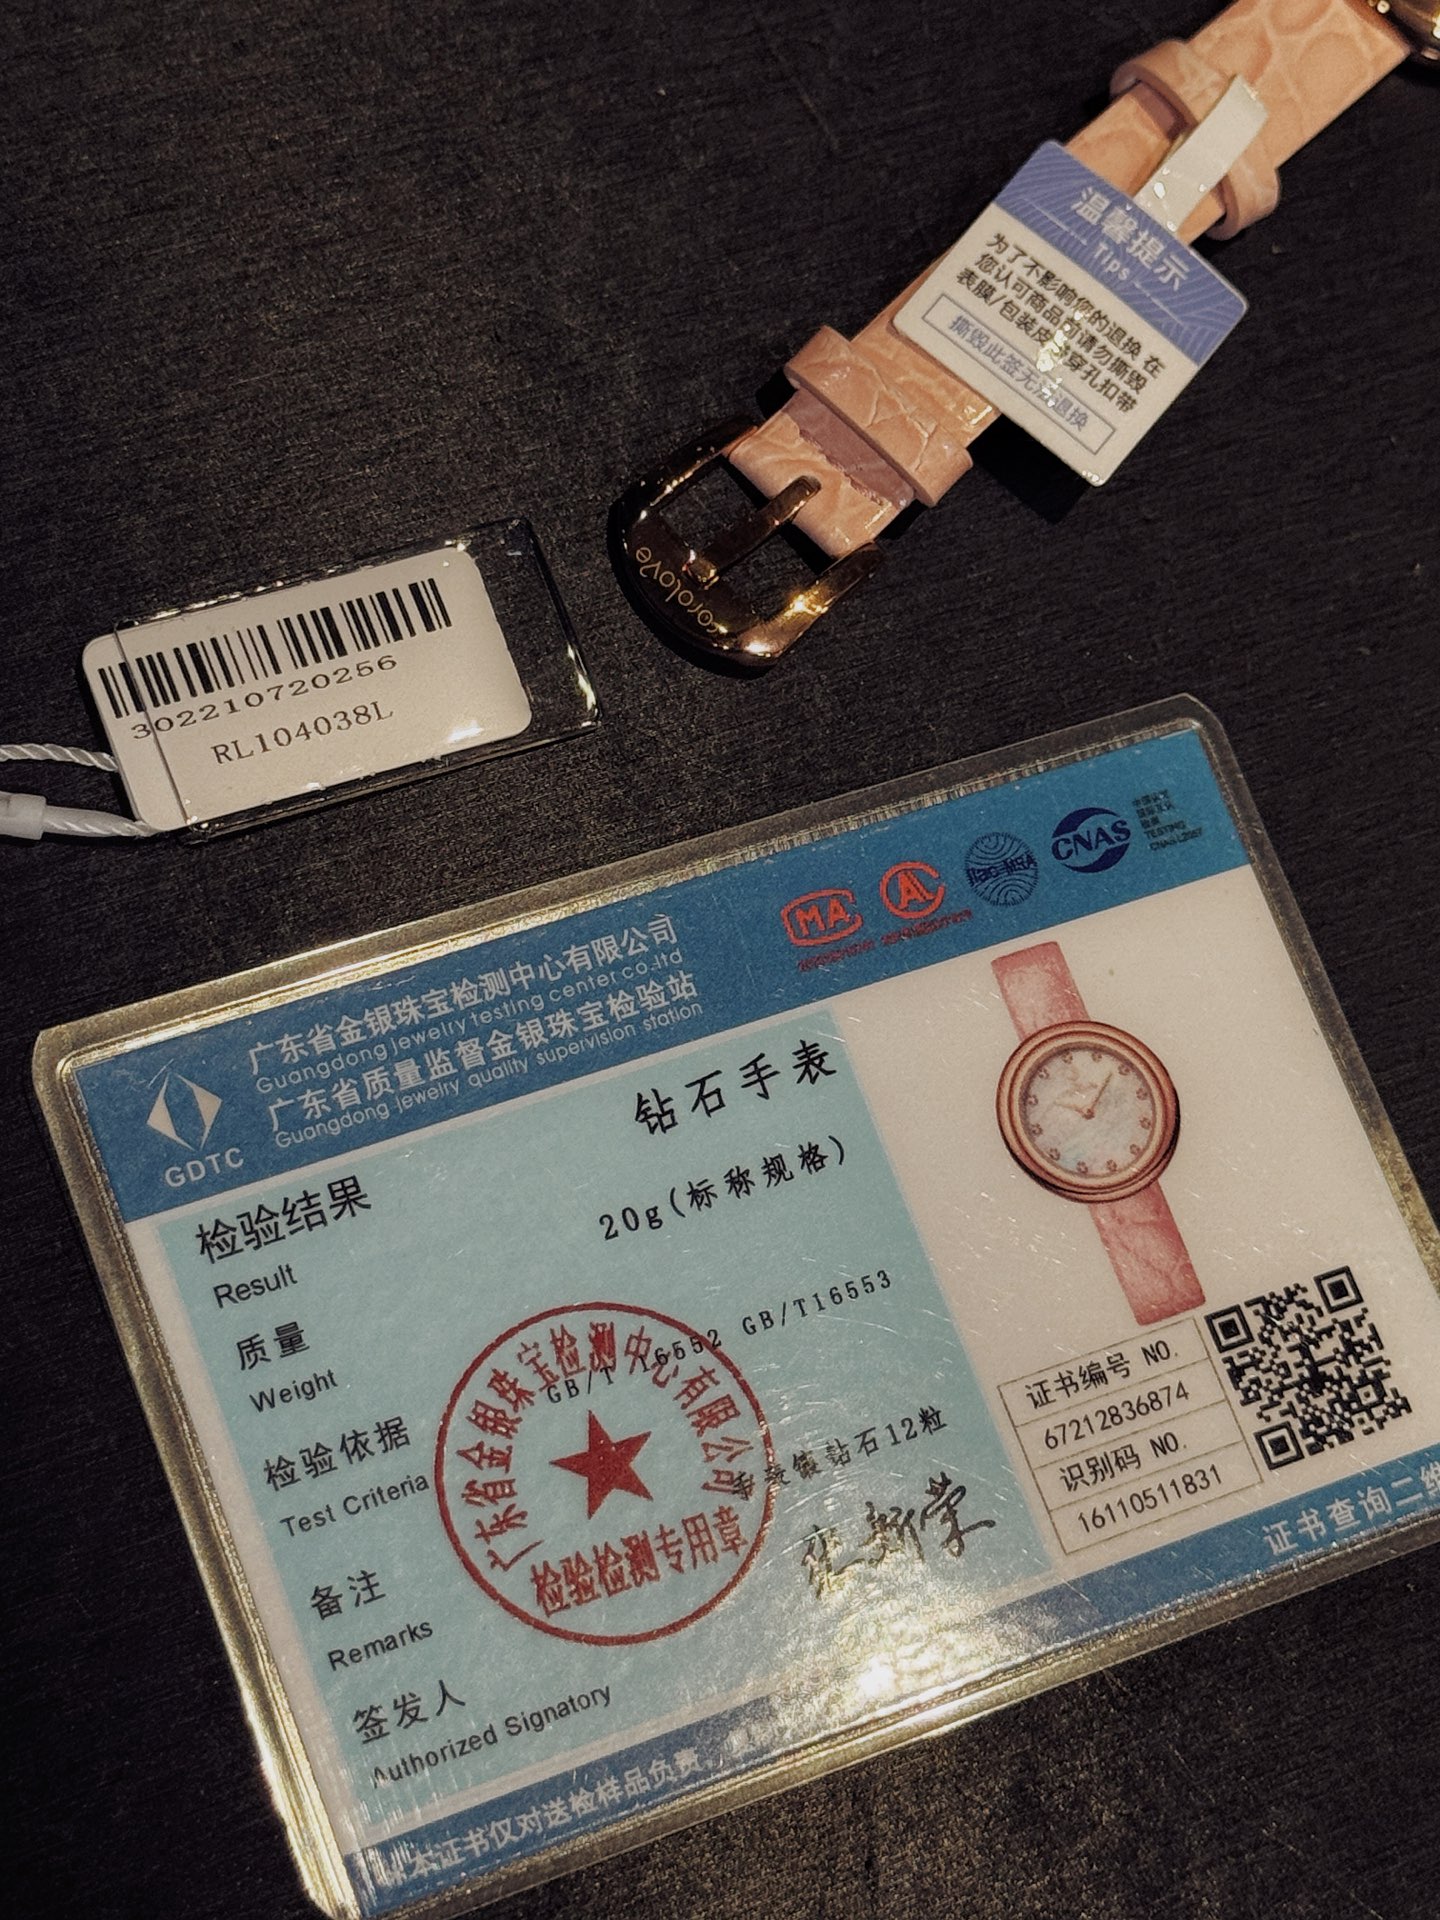 温馨提示
Tips
为了不影响您的退换 在
您认可商品前请勿撕毁
表膜/包装皮 穿孔扣带
撕毁此签无法退换
corolove
302210720256
RL104038L
广东省金银珠宝检测中心有限公司
Guangdong jewelry testing center co.ltd
广东省质量监督金银珠宝检验站
Guangdong jewelry quality supervision station
GDTC
MA
AL
ilac-MRA
CNAS
TESTING
钻石手表
检验结果
Result
20g(标称规格)
质量
Weight
GB/T 16552 GB/T16553
检验依据
Test Criteria
镶钻石12粒
备注
Remarks
签发人
Authorized Signatory
广东省金银珠宝检测中心有限公司
检验检测专用章
证书编号 NO.
67212836874
识别码 NO.
16110511831
证书查询二维
本证书仅对送检样品负责,